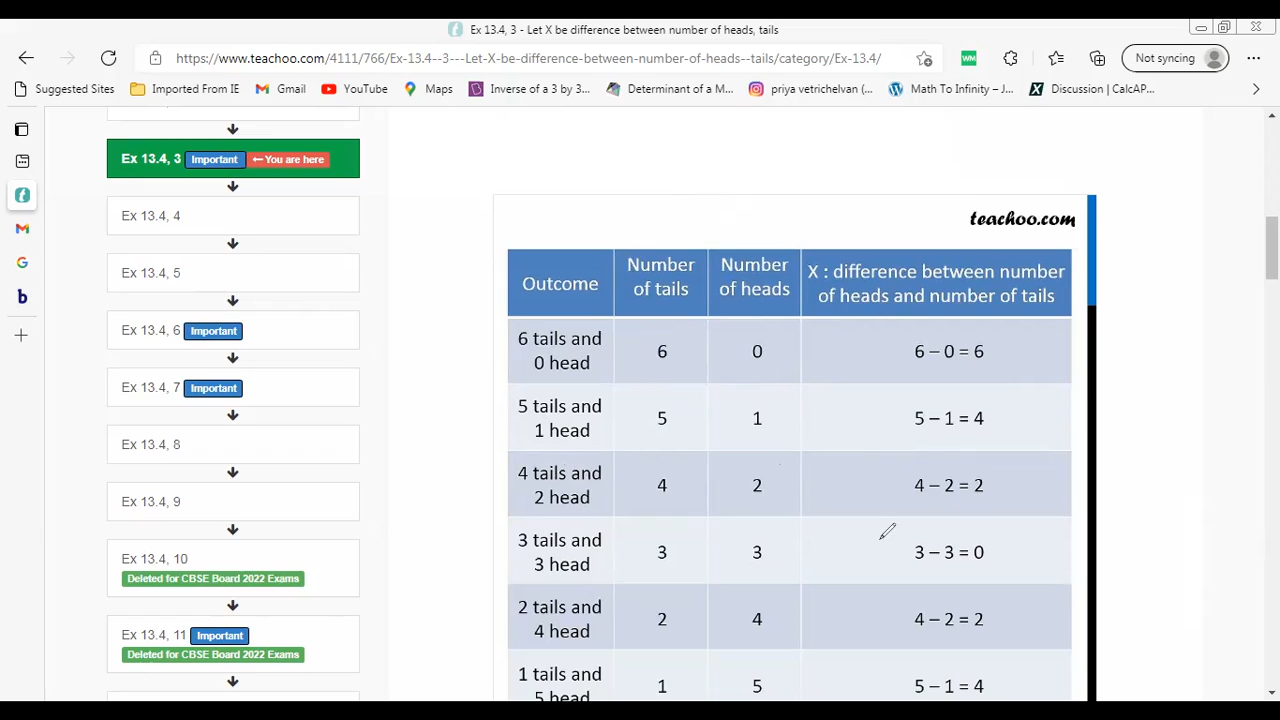 Ex 13.4, 3 - Let X be difference between number of heads, tails
https://www.teachoo.com/4111/766/Ex-13.4--3---Let-X-be-difference-between-number-of-heads--tails/category/Ex-13.4/
Not syncing
Suggested Sites
Imported From IE
Gmail
YouTube
Maps
Inverse of a 3 by 3...
Determinant of a M...
priya vetrichelvan (...
Math To Infinity – J...
Discussion | CalcAP...
Ex 13.4, 3 Important ←You are here
Ex 13.4, 4
Ex 13.4, 5
Ex 13.4, 6 Important
Ex 13.4, 7 Important
Ex 13.4, 8
Ex 13.4, 9
Ex 13.4, 10
Deleted for CBSE Board 2022 Exams
Ex 13.4, 11 Important
Deleted for CBSE Board 2022 Exams
teachoo.com
Outcome
Number
of tails
Number
of heads
X : difference between number
of heads and number of tails
6 tails and
0 head
6
0
6 – 0 = 6
5 tails and
1 head
5
1
5 – 1 = 4
4 tails and
2 head
4
2
4 – 2 = 2
3 tails and
3 head
3
3
3 – 3 = 0
2 tails and
4 head
2
4
4 – 2 = 2
1 tails and
5 head
1
5
5 – 1 = 4